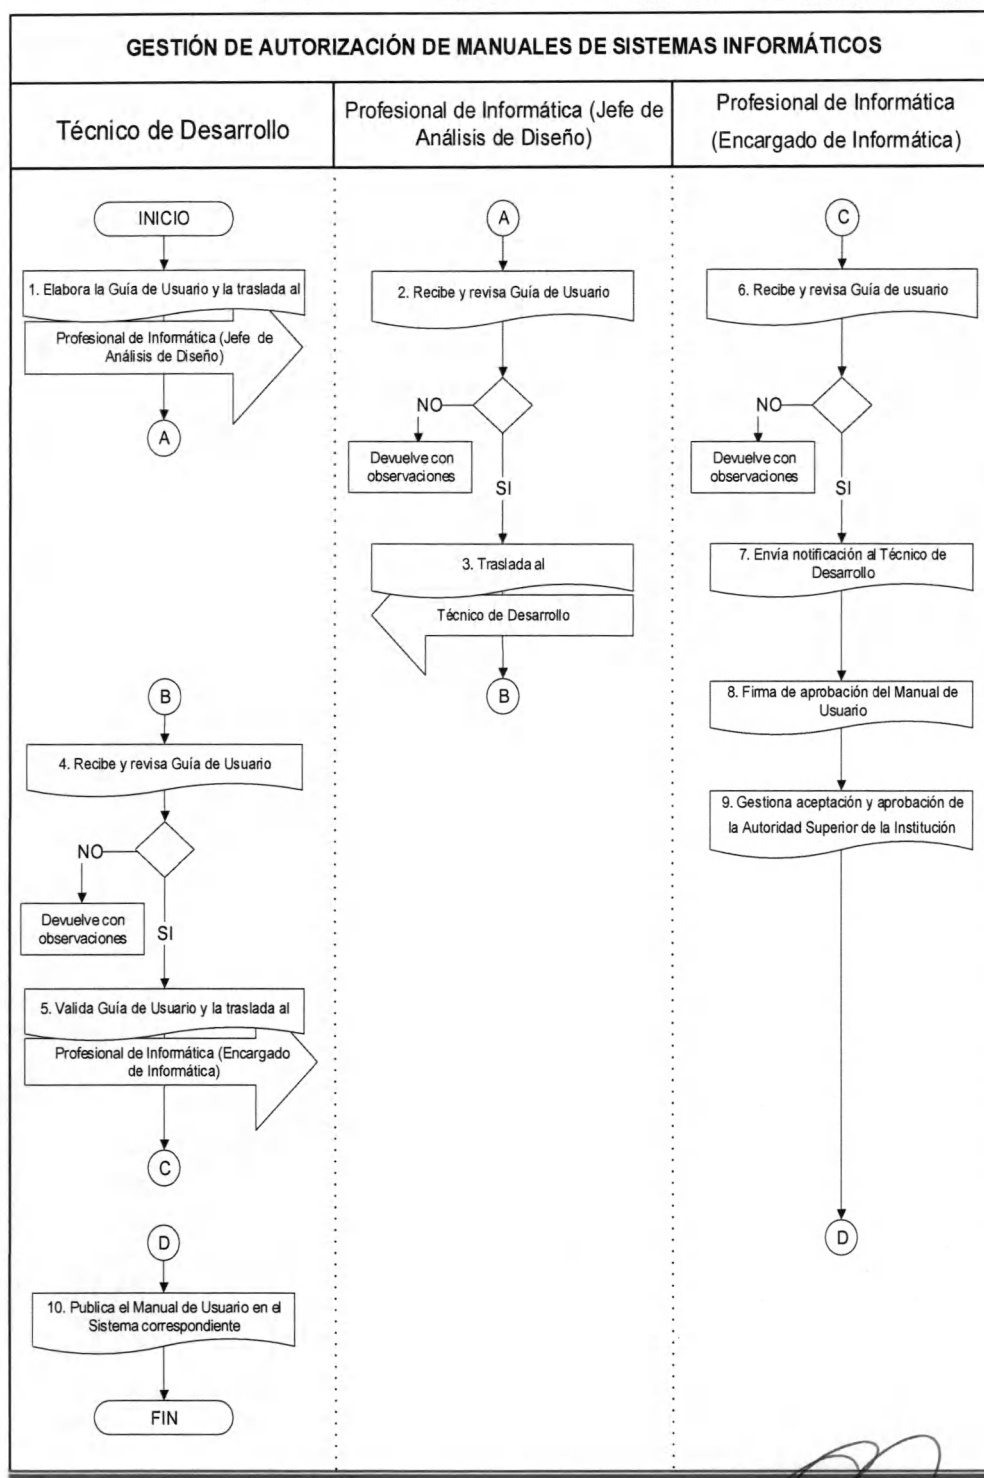 GESTIÓN DE AUTORIZACIÓN DE MANUALES DE SISTEMAS INFORMÁTICOS
Técnico de Desarrollo
Profesional de Informática (Jefe de
Análisis de Diseño)
Profesional de Informática
(Encargado de Informática)
INICIO
1. Elabora la Guía de Usuario y la traslada al
Profesional de Informática (Jefe de
Análisis de Diseño)
A
B
4. Recibe y revisa Guía de Usuario
NO
Devuelve con
observaciones
SI
5. Valida Guía de Usuario y la traslada al
Profesional de Informática (Encargado
de Informática)
C
D
10. Publica el Manual de Usuario en el
Sistema correspondiente
FIN
A
2. Recibe y revisa Guía de Usuario
NO
Devuelve con
observaciones
SI
3. Traslada al
Técnico de Desarrollo
B
C
6. Recibe y revisa Guía de usuario
NO
Devuelve con
observaciones
SI
7. Envía notificación al Técnico de
Desarrollo
8. Firma de aprobación del Manual de
Usuario
9. Gestiona aceptación y aprobación de
la Autoridad Superior de la Institución
D